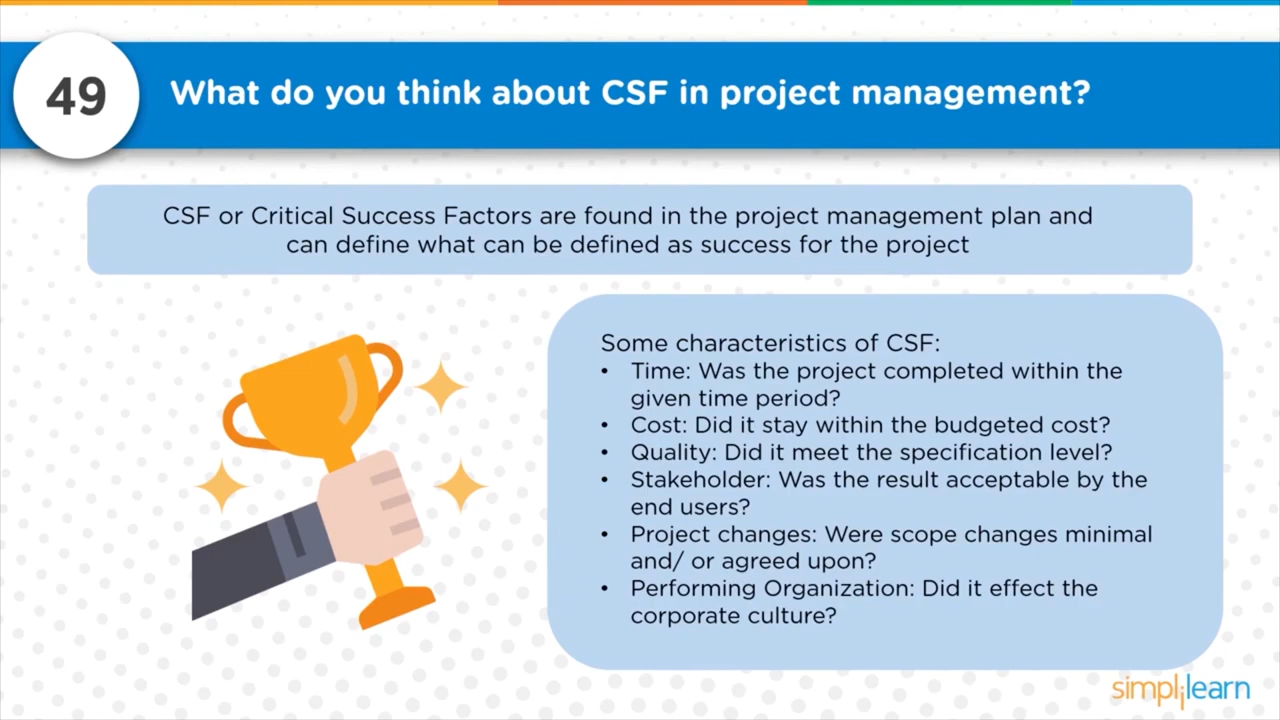 49
What do you think about CSF in project management?
CSF or Critical Success Factors are found in the project management plan and
can define what can be defined as success for the project
Some characteristics of CSF:
• Time: Was the project completed within the
given time period?
• Cost: Did it stay within the budgeted cost?
• Quality: Did it meet the specification level?
• Stakeholder: Was the result acceptable by the
end users?
• Project changes: Were scope changes minimal
and/ or agreed upon?
• Performing Organization: Did it effect the
corporate culture?
simplilearn